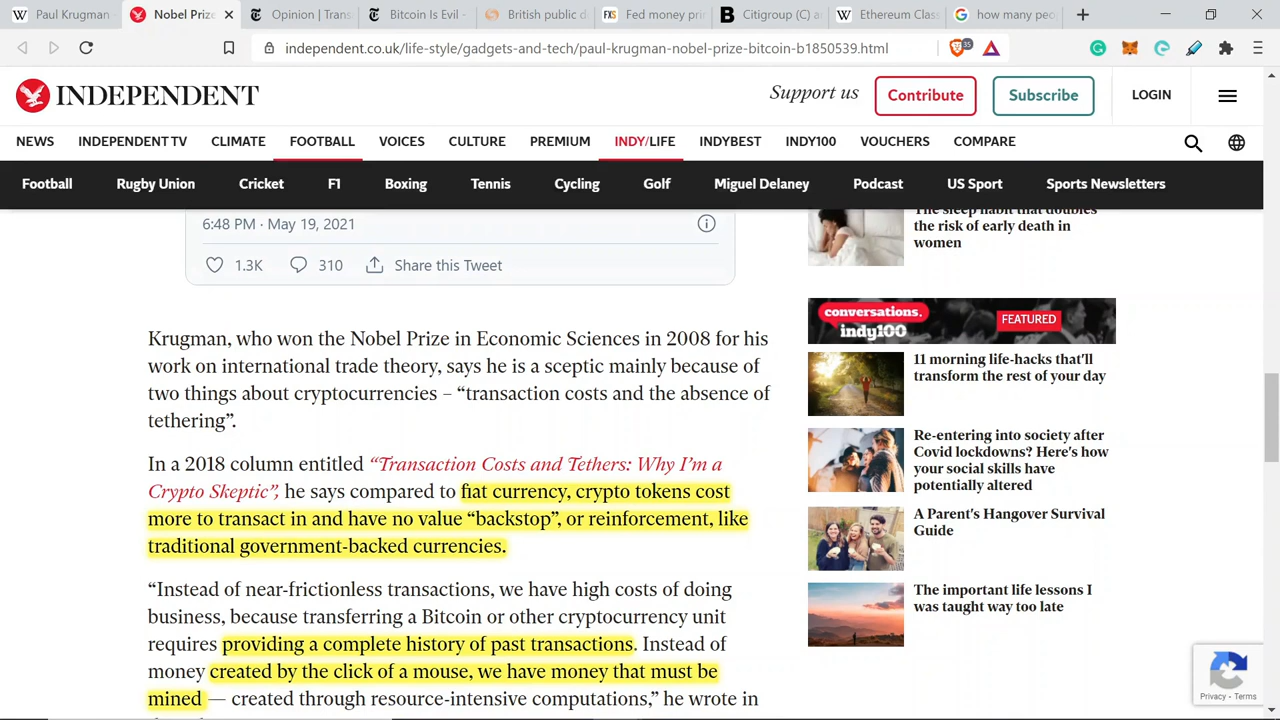 Paul Krugman
Nobel Prize
Opinion | Trans
Bitcoin Is Evil -
British public d
Fed money pri
Citigroup (C) a
Ethereum Class
how many peo
independent.co.uk/life-style/gadgets-and-tech/paul-krugman-nobel-prize-bitcoin-b1850539.html
35
INDEPENDENT
Support us
Contribute
Subscribe
LOGIN
NEWS INDEPENDENT TV CLIMATE FOOTBALL VOICES CULTURE PREMIUM INDY/LIFE INDYBEST INDY100 VOUCHERS COMPARE
Football Rugby Union Cricket F1 Boxing Tennis Cycling Golf Miguel Delaney Podcast US Sport Sports Newsletters
6:48 PM · May 19, 2021
1.3K 310 Share this Tweet
Krugman, who won the Nobel Prize in Economic Sciences in 2008 for his
work on international trade theory, says he is a sceptic mainly because of
two things about cryptocurrencies – “transaction costs and the absence of
tethering”.
In a 2018 column entitled “Transaction Costs and Tethers: Why I’m a
Crypto Skeptic”, he says compared to fiat currency, crypto tokens cost
more to transact in and have no value “backstop”, or reinforcement, like
traditional government-backed currencies.
“Instead of near-frictionless transactions, we have high costs of doing
business, because transferring a Bitcoin or other cryptocurrency unit
requires providing a complete history of past transactions. Instead of
money created by the click of a mouse, we have money that must be
mined — created through resource-intensive computations,” he wrote in
The sleep habit that doubles
the risk of early death in
women
conversations.
indy100
FEATURED
11 morning life-hacks that’ll
transform the rest of your day
Re-entering into society after
Covid lockdowns? Here’s how
your social skills have
potentially altered
A Parent’s Hangover Survival
Guide
The important life lessons I
was taught way too late
Privacy - Terms